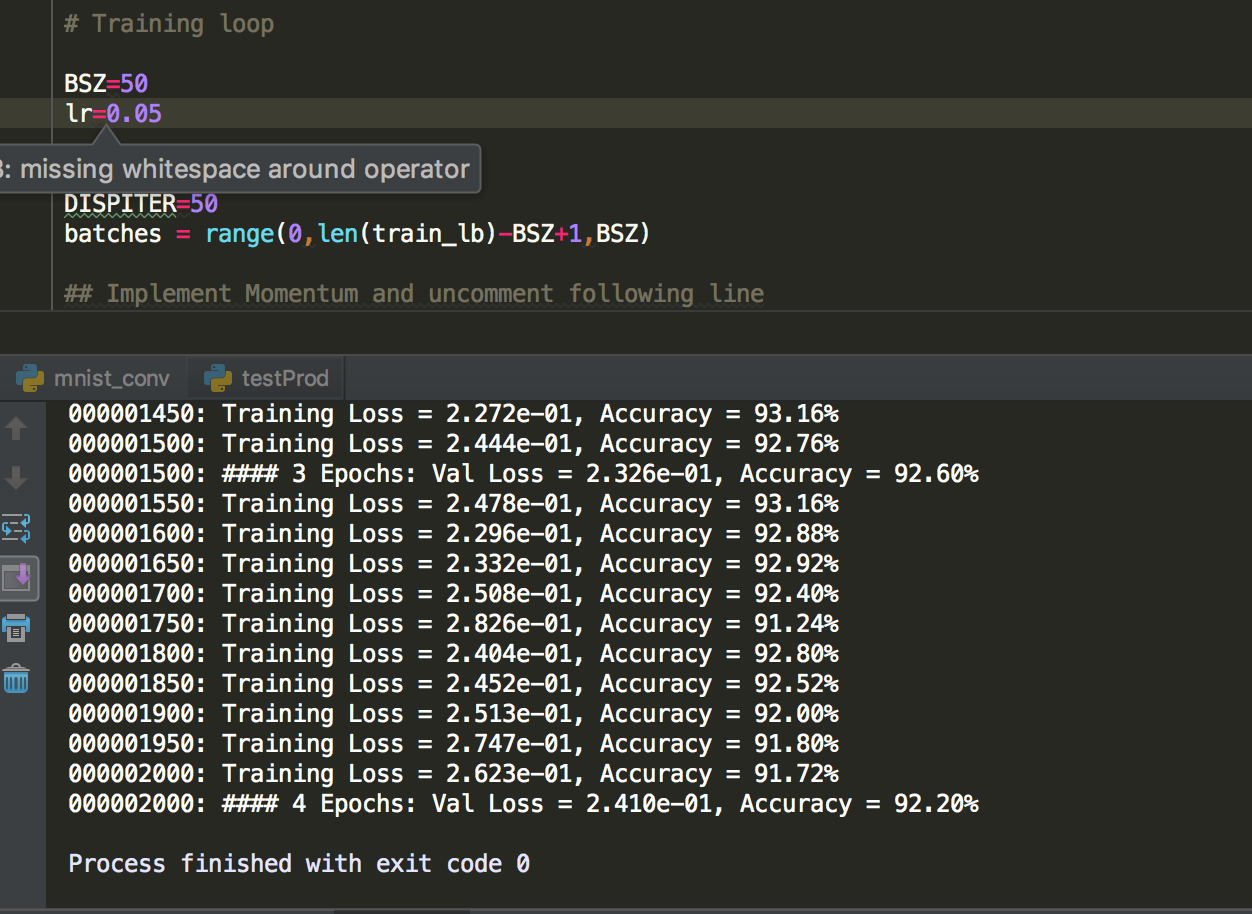 # Training loop
BSZ=50
lr=0.05
: missing whitespace around operator
DISPITER=50
batches = range(0,len(train_lb)-BSZ+1,BSZ)
## Implement Momentum and uncomment following line
mnist_conv testProd
000001450: Training Loss = 2.272e-01, Accuracy = 93.16%
000001500: Training Loss = 2.444e-01, Accuracy = 92.76%
000001500: #### 3 Epochs: Val Loss = 2.326e-01, Accuracy = 92.60%
000001550: Training Loss = 2.478e-01, Accuracy = 93.16%
000001600: Training Loss = 2.296e-01, Accuracy = 92.88%
000001650: Training Loss = 2.332e-01, Accuracy = 92.92%
000001700: Training Loss = 2.508e-01, Accuracy = 92.40%
000001750: Training Loss = 2.826e-01, Accuracy = 91.24%
000001800: Training Loss = 2.404e-01, Accuracy = 92.80%
000001850: Training Loss = 2.452e-01, Accuracy = 92.52%
000001900: Training Loss = 2.513e-01, Accuracy = 92.00%
000001950: Training Loss = 2.747e-01, Accuracy = 91.80%
000002000: Training Loss = 2.623e-01, Accuracy = 91.72%
000002000: #### 4 Epochs: Val Loss = 2.410e-01, Accuracy = 92.20%
Process finished with exit code 0